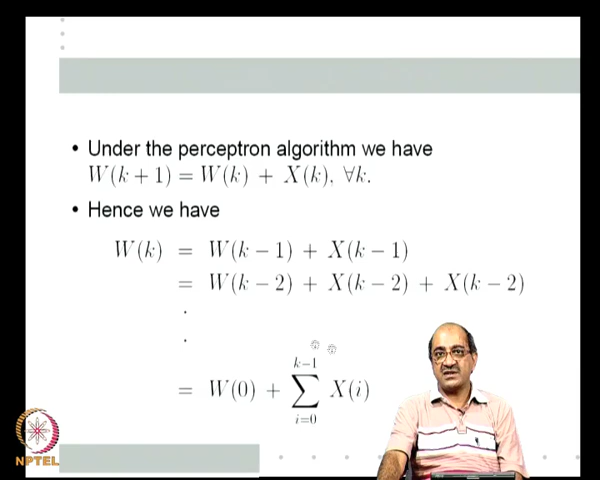 • Under the perceptron algorithm we have
W(k + 1) = W(k) + X(k), ∀k.
• Hence we have
W(k) = W(k − 1) + X(k − 1)
= W(k − 2) + X(k − 2) + X(k − 2)
.
.
= W(0) + ∑_{i=0}^{k−1} X(i)
NPTEL